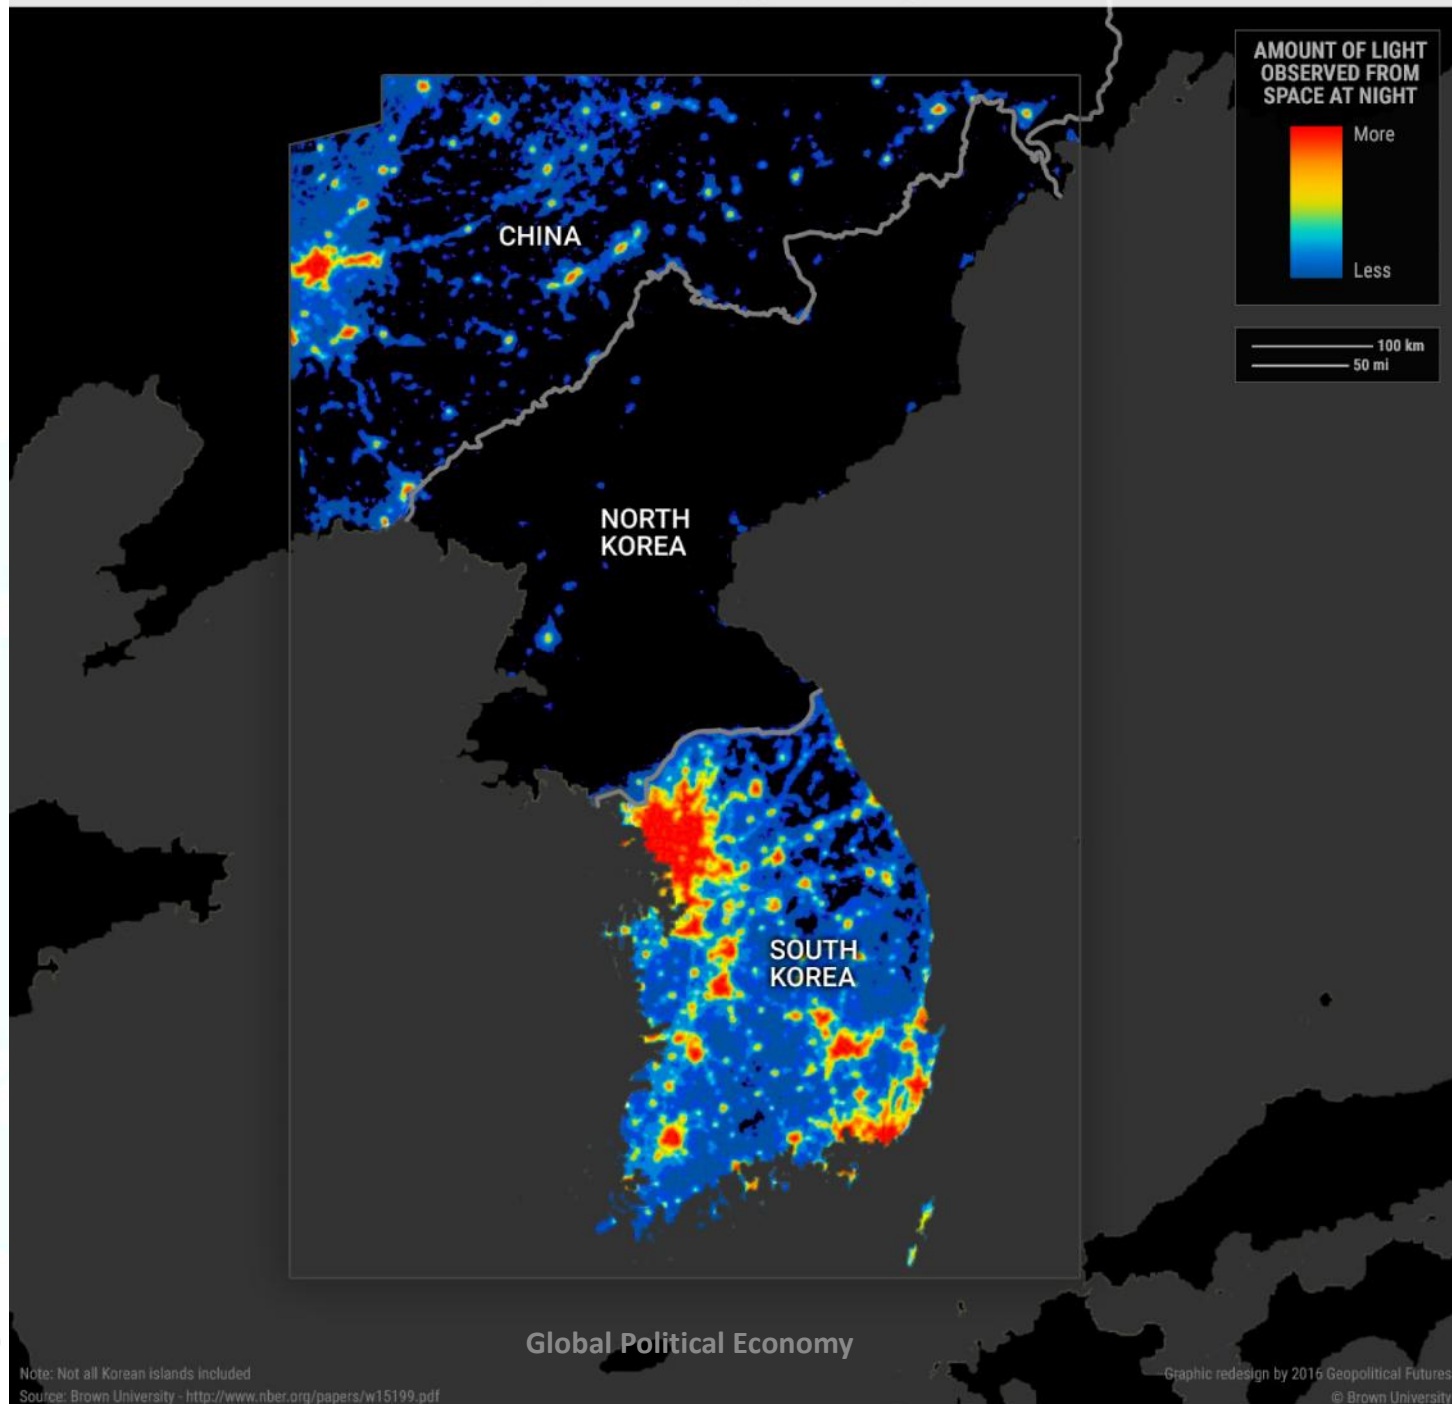 AMOUNT OF LIGHT
OBSERVED FROM
SPACE AT NIGHT
More
Less
100 km
50 mi
CHINA
NORTH
KOREA
SOUTH
KOREA
Global Political Economy
Note: Not all Korean islands included
Source: Brown University - http://www.nber.org/papers/w15199.pdf
Graphic redesign by 2016 Geopolitical Futures
© Brown University